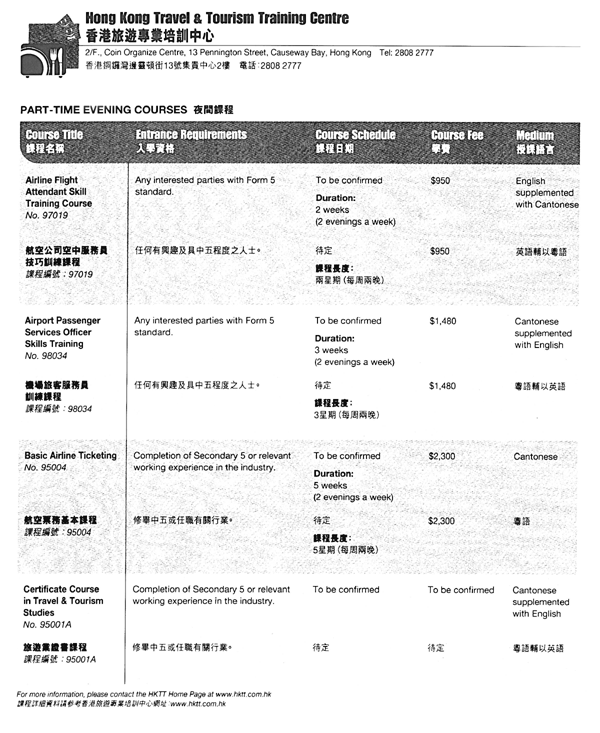 Hong Kong Travel & Tourism Training Centre
香港旅遊專業培訓中心
2/F., Coin Organize Centre, 13 Pennington Street, Causeway Bay, Hong Kong Tel: 2808 2777
香港銅鑼灣邊寧頓街13號集貴中心2樓 電話:2808 2777
PART-TIME EVENING COURSES 夜間課程
Course Title Entrance Requirements Course Schedule Course Fee Medium
課程名稱 入學資格 課程日期 學費 授課語言
Airline Flight Any interested parties with Form 5 To be confirmed $950 English
Attendant Skill standard. Duration: supplemented
Training Course 2 weeks with Cantonese
No. 97019 (2 evenings a week)
航空公司空中服務員 任何有興趣及具中五程度之人士。 待定 $950 英語輔以粵語
技巧訓練課程 課程長度:
課程編號:97019 兩星期(每周兩晚)
Airport Passenger Any interested parties with Form 5 To be confirmed $1,480 Cantonese
Services Officer standard. Duration: supplemented
Skills Training 3 weeks with English
No. 98034 (2 evenings a week)
機場旅客服務員 任何有興趣及具中五程度之人士。 待定 $1,480 粵語輔以英語
訓練課程 課程長度:
課程編號:98034 3星期(每周兩晚)
Basic Airline Ticketing Completion of Secondary 5 or relevant To be confirmed $2,300 Cantonese
No. 95004 working experience in the industry. Duration:
5 weeks
(2 evenings a week)
航空票務基本課程 修畢中五或任職有關行業。 待定 $2,300 粵語
課程編號:95004 課程長度:
5星期(每周兩晚)
Certificate Course Completion of Secondary 5 or relevant To be confirmed To be confirmed Cantonese
in Travel & Tourism working experience in the industry. supplemented
Studies with English
No. 95001A
旅遊業證書課程 修畢中五或任職有關行業。 待定 待定 粵語輔以英語
課程編號:95001A
For more information, please contact the HKTT Home Page at www.hktt.com.hk
課程詳細資料請參考香港旅遊專業培訓中心網址 www.hktt.com.hk